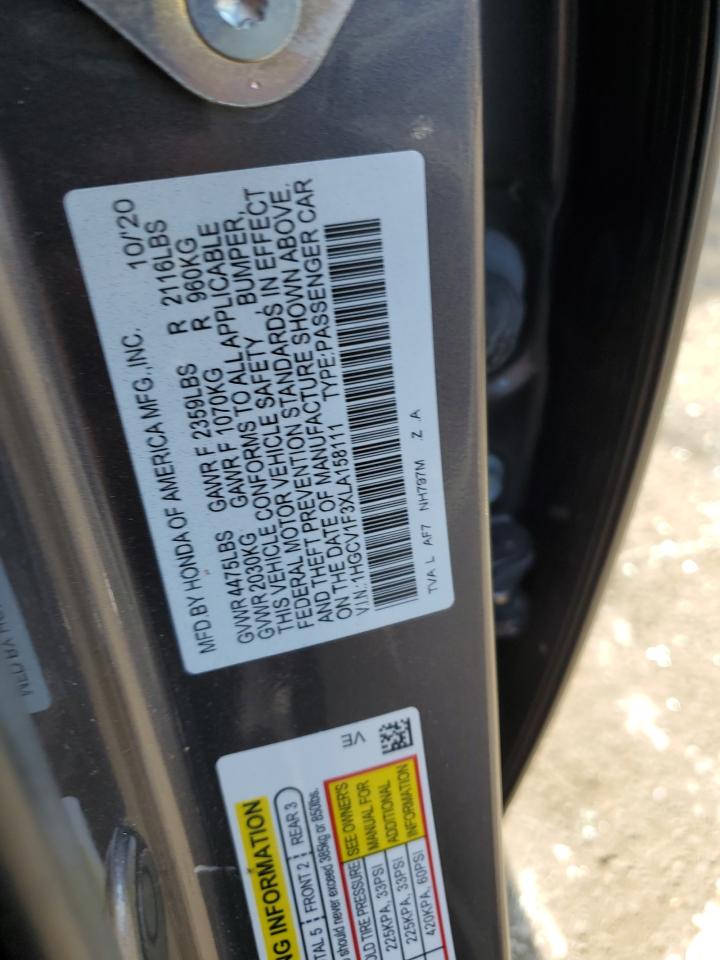 MFD BY HONDA OF AMERICA MFG.,INC. 10/'20
GVWR 4475LBS GAWR F 2359LBS R 2116LBS
GVWR 2030KG GAWR F 1070KG R 960KG
THIS VEHICLE CONFORMS TO ALL APPLICABLE
FEDERAL MOTOR VEHICLE SAFETY BUMPER,
AND THEFT PREVENTION STANDARDS IN EFFECT
ON THE DATE OF MANUFACTURE SHOWN ABOVE.
V.I.N.:1HGCV1F3XLA158111 TYPE:PASSENGER CAR
TVA L AF7 NH797M .Z .A
INFORMATION
5 FRONT 2 REAR 3
should never exceed 385kg or 850lbs.
TIRE PRESSURE SEE OWNER'S
225KPA, 33PSI MANUAL FOR
225KPA, 33PSI ADDITIONAL
420KPA, 60PSI INFORMATION